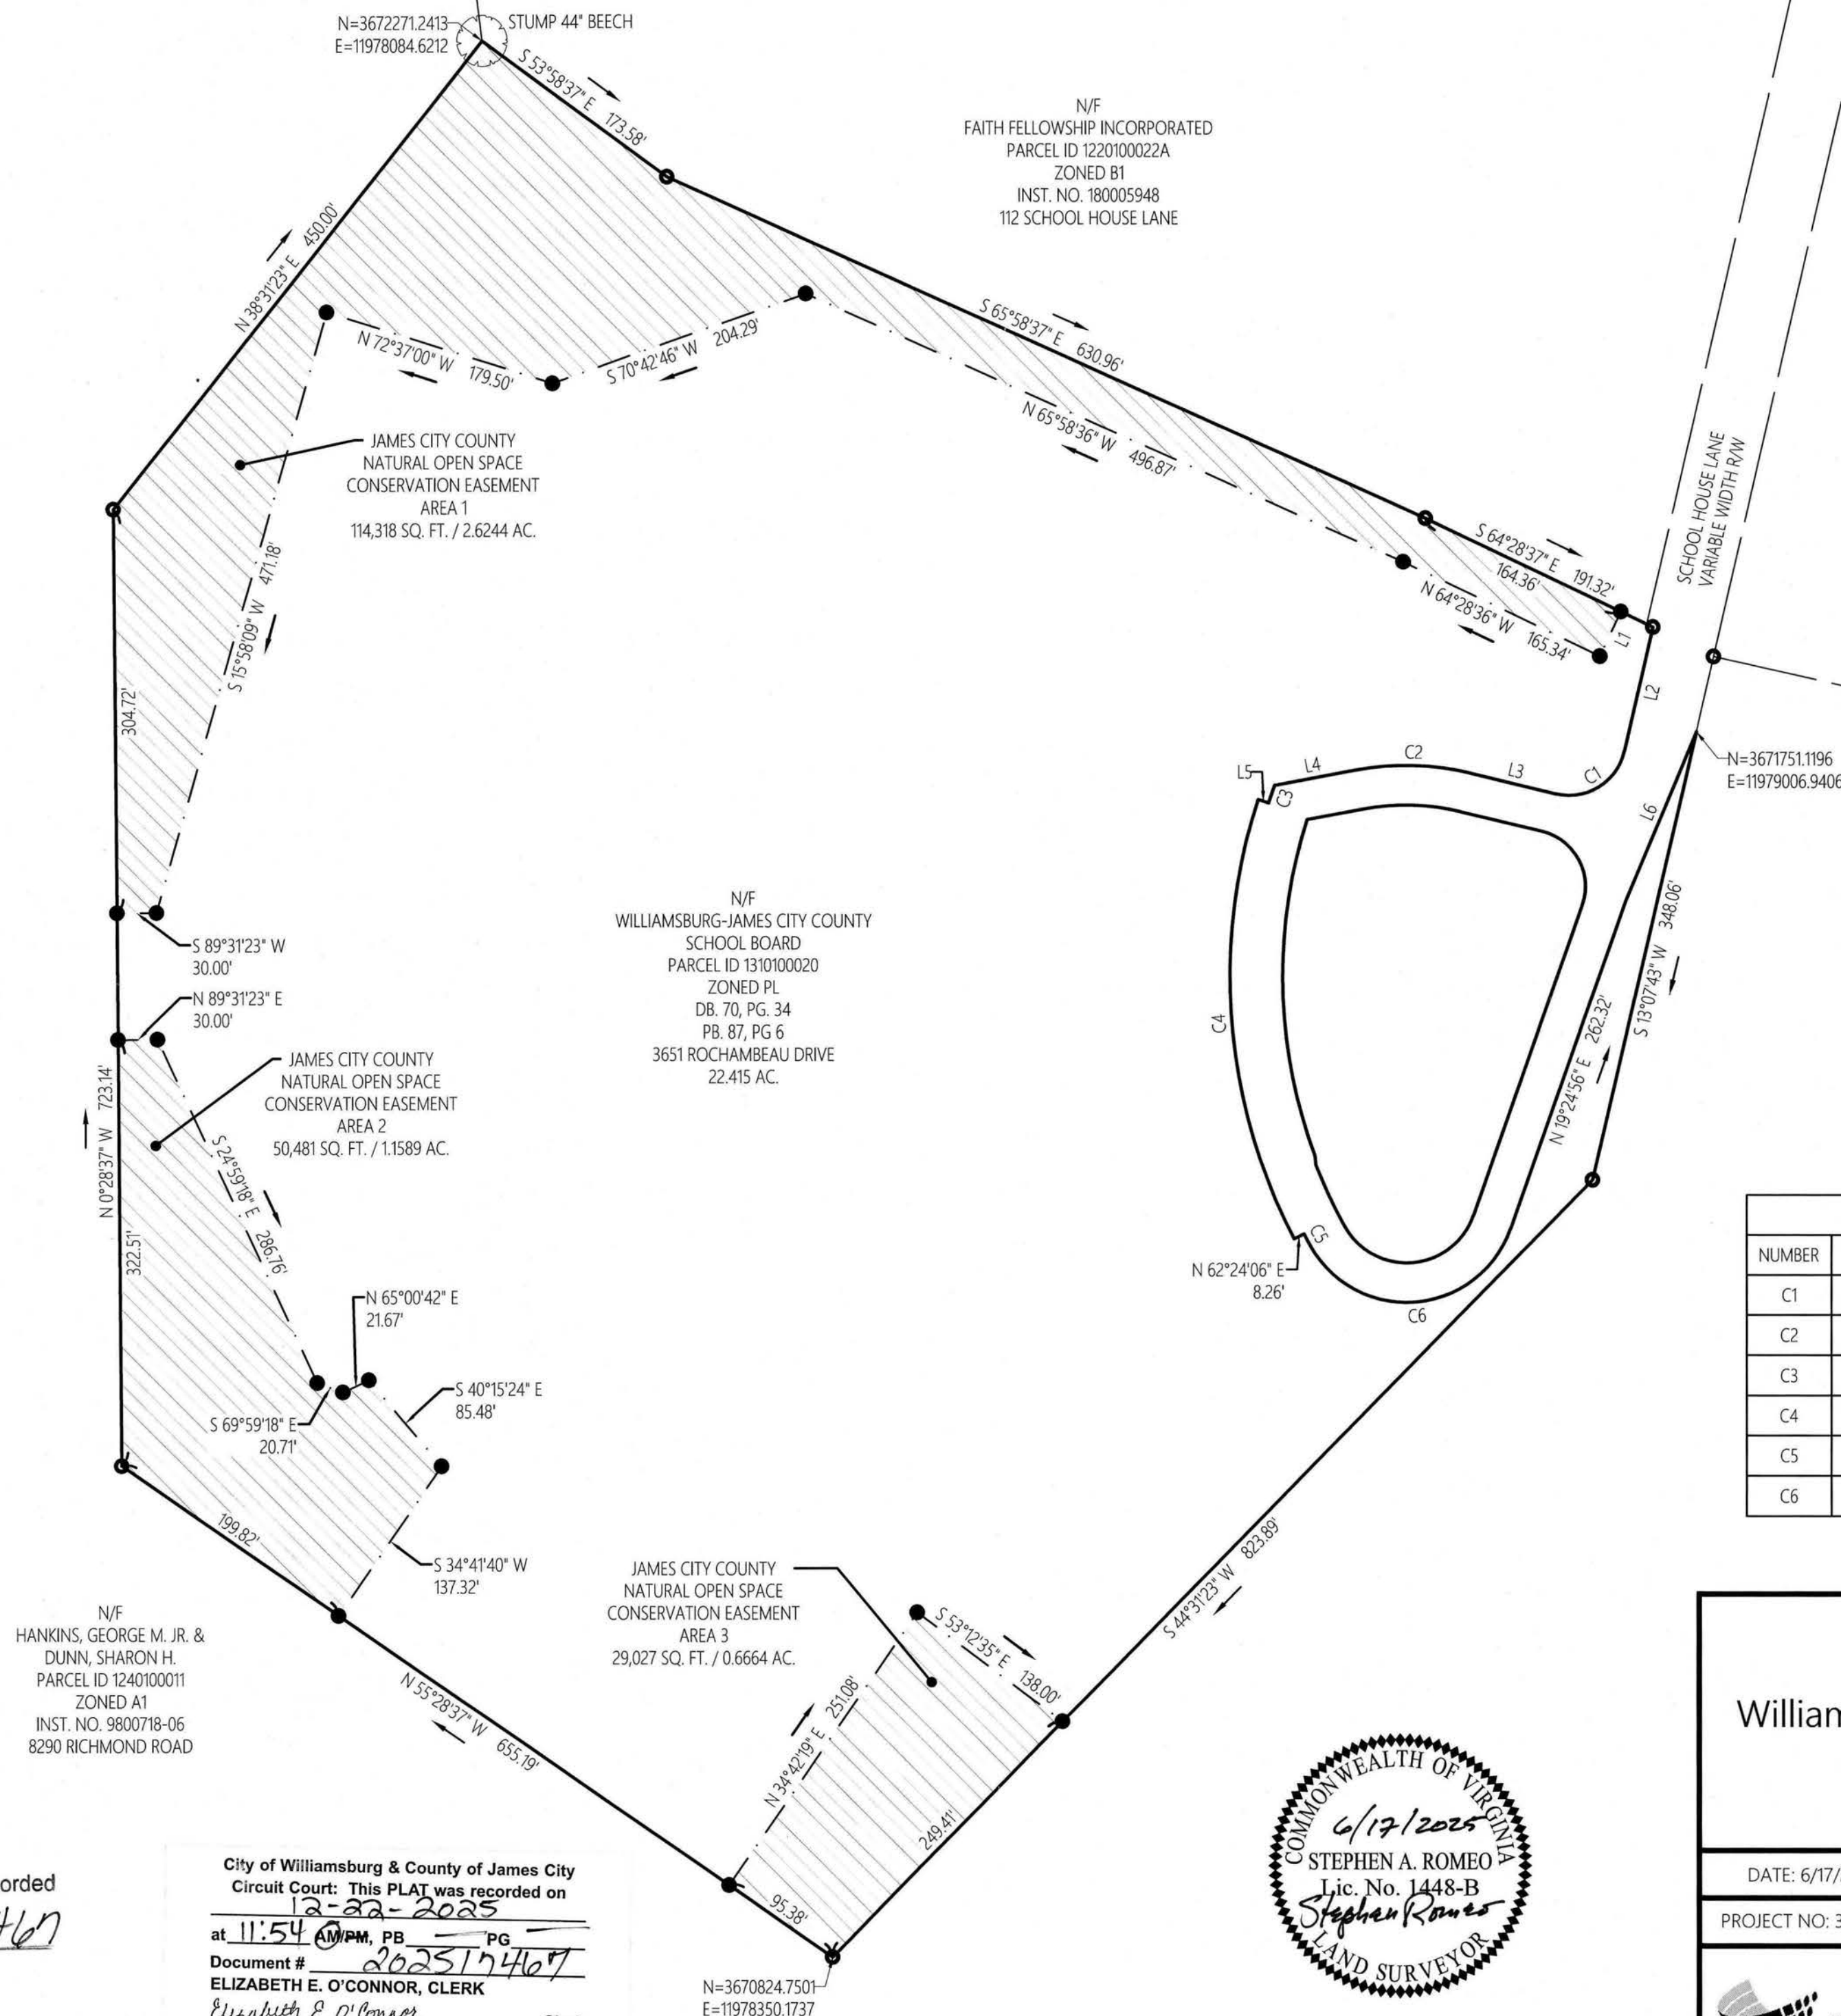 N=3672271.2413
E=11978084.6212
STUMP 44" BEECH
S 53°58'37" E 173.58'
N/F
FAITH FELLOWSHIP INCORPORATED
PARCEL ID 1220100022A
ZONED B1
INST. NO. 180005948
112 SCHOOL HOUSE LANE
N 38°31'23" E 450.00'
N 72°37'00" W 179.50'
S 70°42'46" W 204.29'
S 65°58'37" E 630.96'
N 65°58'36" W 496.87'
JAMES CITY COUNTY
NATURAL OPEN SPACE
CONSERVATION EASEMENT
AREA 1
114,318 SQ. FT. / 2.6244 AC.
S 15°58'09" W 471.18'
S 64°28'37" E 191.32'
164.36'
N 64°28'36" W 165.34'
L1
L2
SCHOOL HOUSE LANE
VARIABLE WIDTH R/W
N=3671751.1196
E=11979006.9406
304.72'
L5
L4
C2
L3
C1
C3
L6
S 89°31'23" W
30.00'
N 89°31'23" E
30.00'
N/F
WILLIAMSBURG-JAMES CITY COUNTY
SCHOOL BOARD
PARCEL ID 1310100020
ZONED PL
DB. 70, PG. 34
PB. 87, PG 6
3651 ROCHAMBEAU DRIVE
22.415 AC.
C4
S 13°07'43" W 348.06'
N 19°24'56" E 262.32'
JAMES CITY COUNTY
NATURAL OPEN SPACE
CONSERVATION EASEMENT
AREA 2
50,481 SQ. FT. / 1.1589 AC.
N 0°28'37" W 723.14'
322.51'
S 24°59'18" E 286.76'
N 65°00'42" E
21.67'
S 40°15'24" E
85.48'
S 69°59'18" E
20.71'
N 62°24'06" E
8.26'
C5
C6
NUMBER
C1
C2
C3
C4
C5
C6
199.82'
S 34°41'40" W
137.32'
S 44°31'23" W 823.89'
JAMES CITY COUNTY
NATURAL OPEN SPACE
CONSERVATION EASEMENT
AREA 3
29,027 SQ. FT. / 0.6664 AC.
S 53°12'35" E 138.00'
N 34°42'19" E 251.08'
249.41'
N/F
HANKINS, GEORGE M. JR. &
DUNN, SHARON H.
PARCEL ID 1240100011
ZONED A1
INST. NO. 9800718-06
8290 RICHMOND ROAD
N 55°28'37" W 655.19'
95.38'
N=3670824.7501
E=11978350.1737
orded
467
City of Williamsburg & County of James City
Circuit Court: This PLAT was recorded on
12-22-2025
at 11:54 AM/PM, PB PG
Document # 202517467
ELIZABETH E. O'CONNOR, CLERK
Elizabeth E O'Connor
COMMONWEALTH OF VIRGINIA
6/17/2025
STEPHEN A. ROMEO
Lic. No. 1448-B
Stephen Romeo
LAND SURVEYOR
William
DATE: 6/17/
PROJECT NO: 3